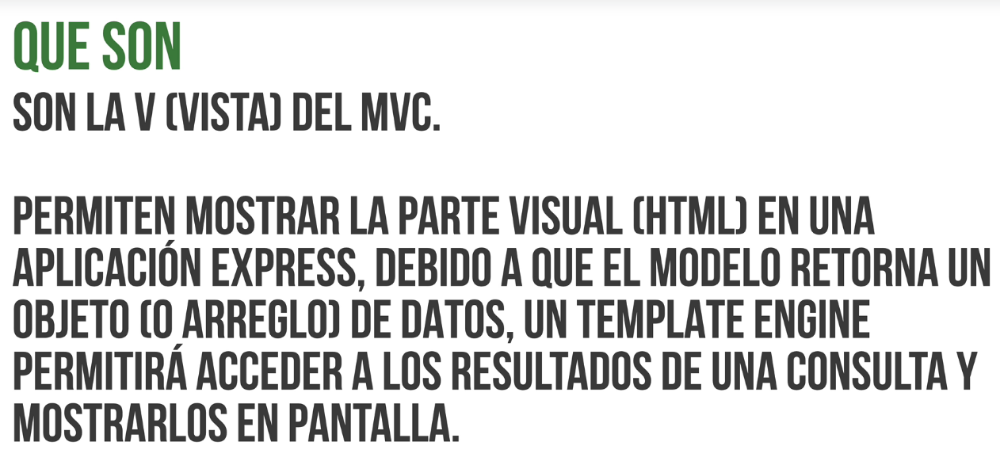 QUE SON
SON LA V (VISTA) DEL MVC.
PERMITEN MOSTRAR LA PARTE VISUAL (HTML) EN UNA
APLICACIÓN EXPRESS, DEBIDO A QUE EL MODELO RETORNA UN
OBJETO (O ARREGLO) DE DATOS, UN TEMPLATE ENGINE
PERMITIRÁ ACCEDER A LOS RESULTADOS DE UNA CONSULTA Y
MOSTRARLOS EN PANTALLA.